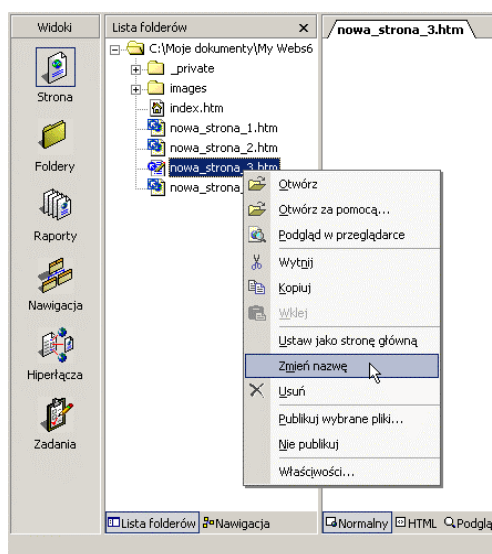 Widoki
Strona
Foldery
Raporty
Nawigacja
Hiperłącza
Zadania
Lista folderów
C:\Moje dokumenty\My Webs6
_private
images
index.htm
nowa_strona_1.htm
nowa_strona_2.htm
nowa_strona_3.htm
nowa_strona_
Otwórz
Otwórz za pomocą...
Podgląd w przeglądarce
Wytnij
Kopiuj
Wklej
Ustaw jako stronę główną
Zmień nazwę
Usuń
Publikuj wybrane pliki...
Nie publikuj
Właściwości...
Lista folderów Nawigacja
nowa_strona_3.htm
Normalny HTML Podglą